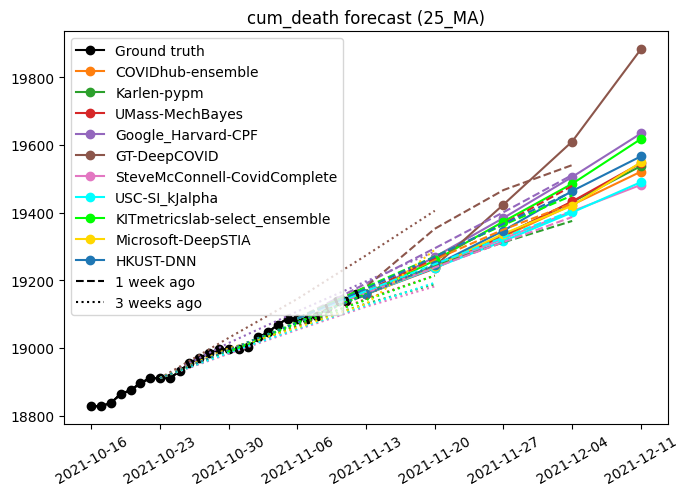 cum_death forecast (25_MA)
Ground truth
COVIDhub-ensemble
Karlen-pypm
UMass-MechBayes
Google_Harvard-CPF
GT-DeepCOVID
SteveMcConnell-CovidComplete
USC-SI_kJalpha
KITmetricslab-select_ensemble
Microsoft-DeepSTIA
HKUST-DNN
1 week ago
3 weeks ago
19800
19600
19400
19200
19000
18800
2021-10-16
2021-10-23
2021-10-30
2021-11-06
2021-11-13
2021-11-20
2021-11-27
2021-12-04
2021-12-11